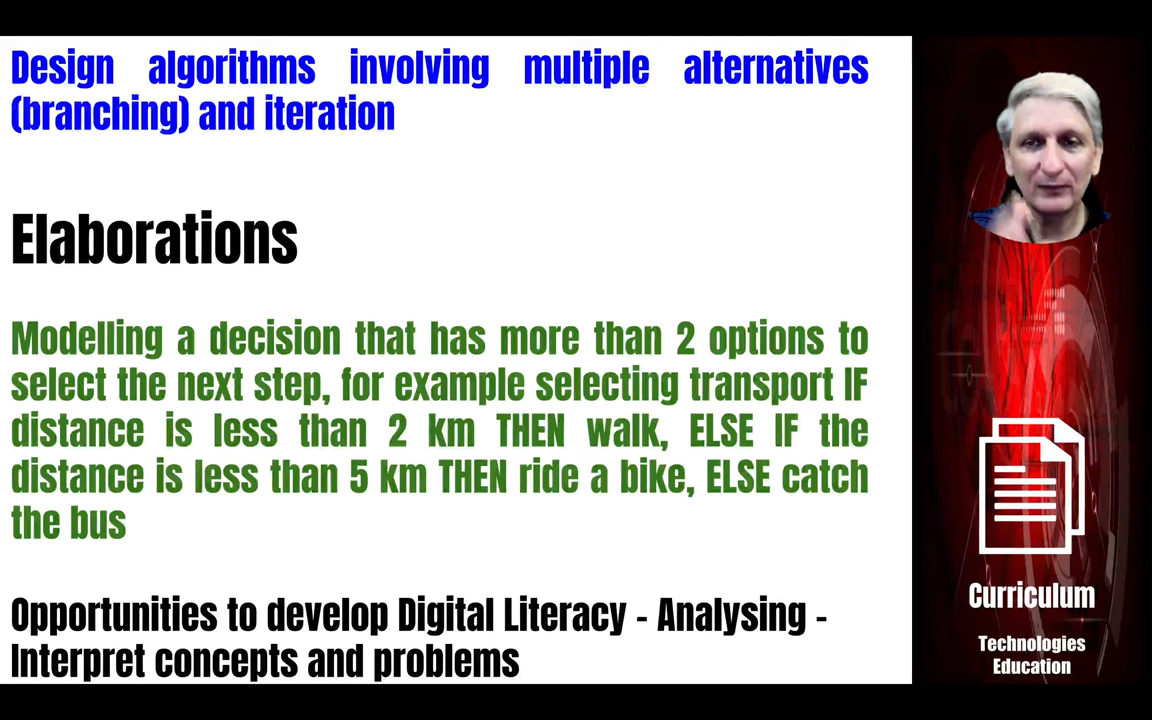 Design algorithms involving multiple alternatives
(branching) and iteration
Elaborations
Modelling a decision that has more than 2 options to
select the next step, for example selecting transport IF
distance is less than 2 km THEN walk, ELSE IF the
distance is less than 5 km THEN ride a bike, ELSE catch
the bus
Opportunities to develop Digital Literacy - Analysing -
Interpret concepts and problems
Curriculum
Technologies
Education